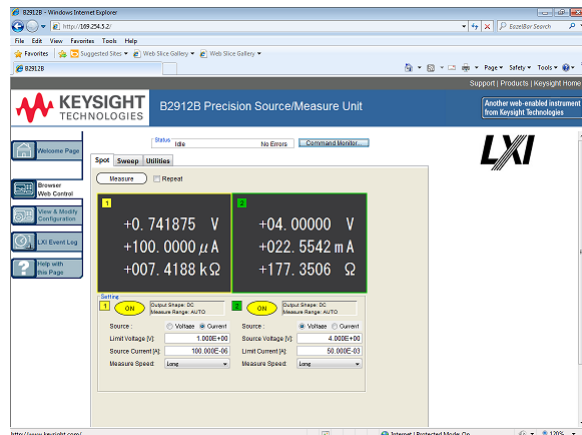 B2912B - Windows Internet Explorer
http://169.254.5.2/
BazelBar Search
File Edit View Favorites Tools Help
Favorites Suggested Sites Web Slice Gallery Web Slice Gallery
B2912B
Page Safety Tools
Support | Products | Keysight Home
KEYSIGHT
TECHNOLOGIES
B2912B Precision Source/Measure Unit
Another web-enabled instrument
from Keysight Technologies
Welcome Page
Browser
Web Control
View & Modify
Configuration
LXI Event Log
Help with
this Page
Status
Idle No Errors Command Monitor...
LXI
Spot Sweep Utilities
Measure Repeat
1 2
+0. 741875 V +04. 00000 V
+100. 0000 μA +022. 5542 mA
+007. 4188 kΩ +177. 3506 Ω
Setting
1 ON Output Shape: DC 2 ON Output Shape: DC
Measure Range: AUTO Measure Range: AUTO
Source : Voltage Current Source : Voltage Current
Limit Voltage [V]: 1.000E+00 Source Voltage [V]: 4.000E+00
Source Current [A]: 100.000E-06 Limit Current [A]: 50.000E-03
Measure Speed: Long Measure Speed: Long
http://www.keysight.com/ Internet | Protected Mode: On 120%